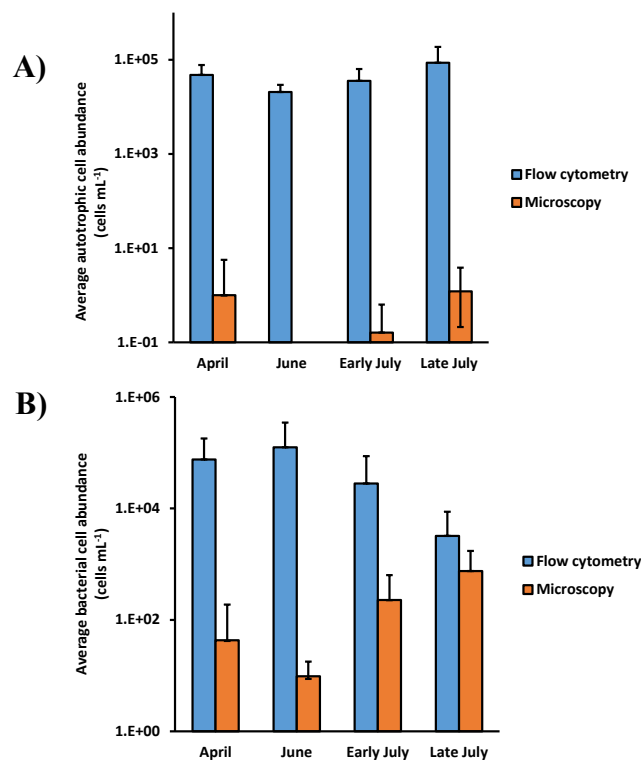 A)
Average autotrophic cell abundance
(cells mL⁻¹)
1.E+05
1.E+03
1.E+01
1.E-01
April June Early July Late July
Flow cytometry
Microscopy
B)
Average bacterial cell abundance
(cells mL⁻¹)
1.E+06
1.E+04
1.E+02
1.E+00
April June Early July Late July
Flow cytometry
Microscopy